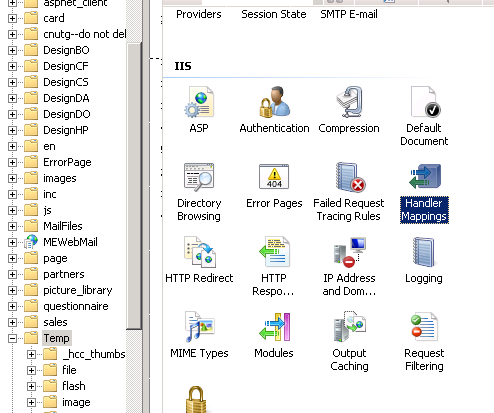 aspnet_client
card
cnutg--do not del
DesignBO
DesignCF
DesignCS
DesignDA
DesignDO
DesignHP
en
ErrorPage
images
inc
js
MailFiles
MEWebMail
page
partners
picture_library
questionnaire
sales
Temp
_hcc_thumbs
file
flash
image
Providers Session State SMTP E-mail
IIS
ASP Authentication Compression Default
Document
404
Directory Error Pages Failed Request Handler
Browsing Tracing Rules Mappings
HTTP Redirect HTTP IP Address Logging
Respo... and Dom...
MIME Types Modules Output Request
Caching Filtering